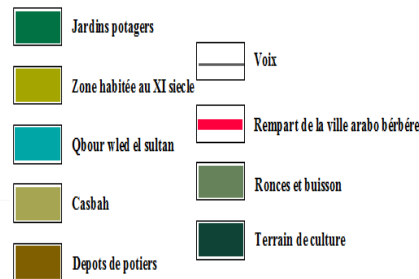 Jardins potagers
Zone habitée au XI siecle
Qbour wled el sultan
Casbah
Depots de potiers
Voix
Rempart de la ville arabo bérbére
Ronces et buisson
Terrain de culture